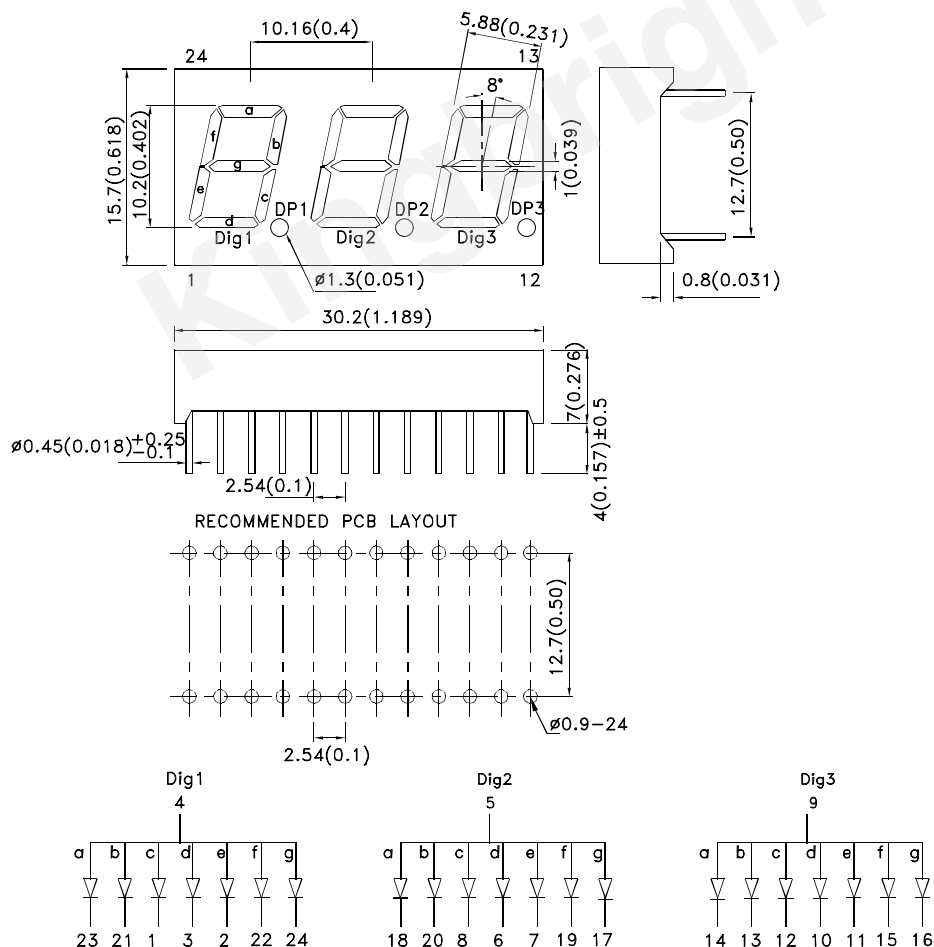 5.88(0.231)
10.16(0.4)
24
13
8°
a
f
b
g
e
c
d
15.7(0.618)
10.2(0.402)
1(0.039)
12.7(0.50)
DP1
DP2
DP3
Dig1
Dig2
Dig3
1
ø1.3(0.051)
12
0.8(0.031)
30.2(1.189)
7(0.276)
ø0.45(0.018)+0.25
-0.1
4(0.157)±0.5
2.54(0.1)
RECOMMENDED PCB LAYOUT
12.7(0.50)
ø0.9-24
2.54(0.1)
Dig1
Dig2
Dig3
4
5
9
a b c d e f g
a b c d e f g
a b c d e f g
23 21 1 3 2 22 24
18 20 8 6 7 19 17
14 13 12 10 11 15 16
Kingbright